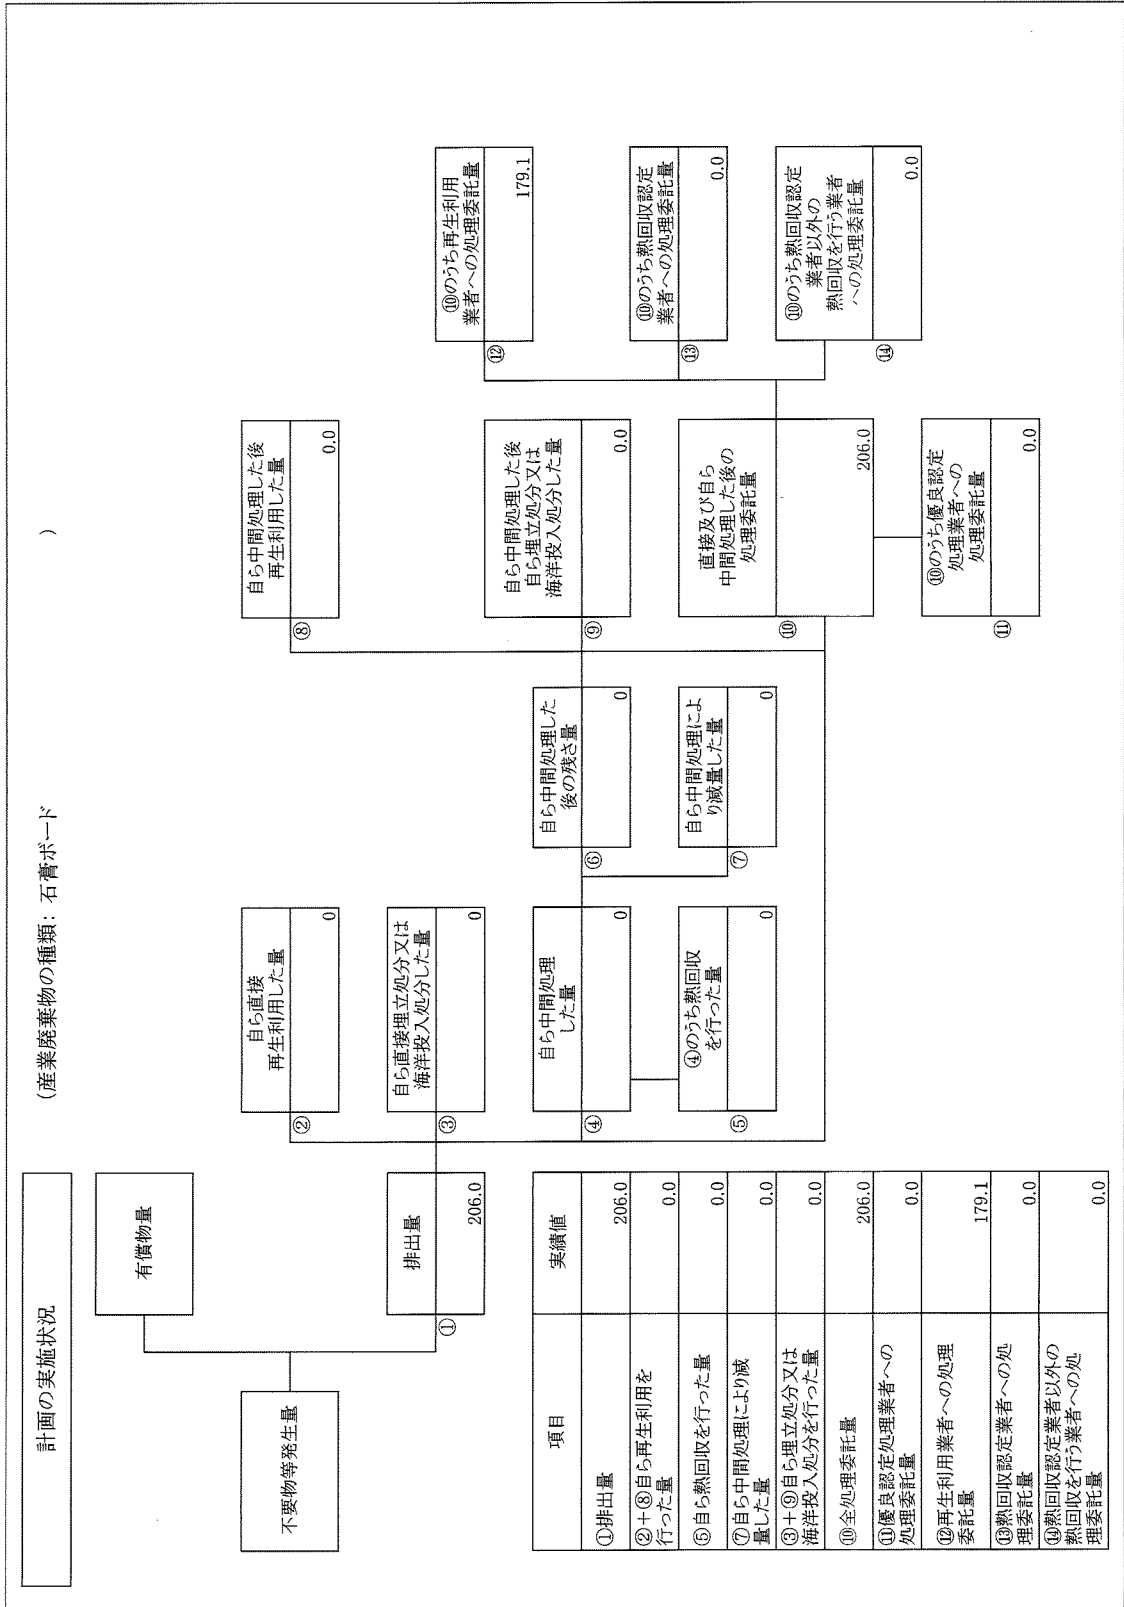 計画の実施状況
(産業廃棄物の種類: 石膏ボード
)
不要物等発生量
有償物量
①
排出量
206.0
②
自ら直接
再生利用した量
0
③
自ら直接埋立処分又は
海洋投入処分した量
0
④
自ら中間処理
した量
0
⑤
④のうち熱回収
を行った量
0
⑥
自ら中間処理した
後の残さ量
0
⑦
自ら中間処理によ
り減量した量
0
⑧
自ら中間処理した後
再生利用した量
0.0
⑨
自ら中間処理した後
自ら埋立処分又は
海洋投入処分した量
0.0
⑩
直接及び自ら
中間処理した後の
処理委託量
206.0
⑪
⑩のうち優良認定
処理業者への
処理委託量
0.0
⑫
⑩のうち再生利用
業者への処理委託量
179.1
⑬
⑩のうち熱回収認定
業者への処理委託量
0.0
⑭
⑩のうち熱回収認定
業者以外の
熱回収を行う業者
への処理委託量
0.0
項目 実績値
①排出量 206.0
②+⑧自ら再生利用を
行った量 0.0
⑤自ら熱回収を行った量 0.0
⑦自ら中間処理により減
量した量 0.0
③+⑨自ら埋立処分又は
海洋投入処分を行った量 0.0
⑩全処理委託量 206.0
⑪優良認定処理業者への
処理委託量 0.0
⑫再生利用業者への処理
委託量 179.1
⑬熱回収認定業者への処
理委託量 0.0
⑭熱回収認定業者以外の
熱回収を行う業者への処
理委託量 0.0